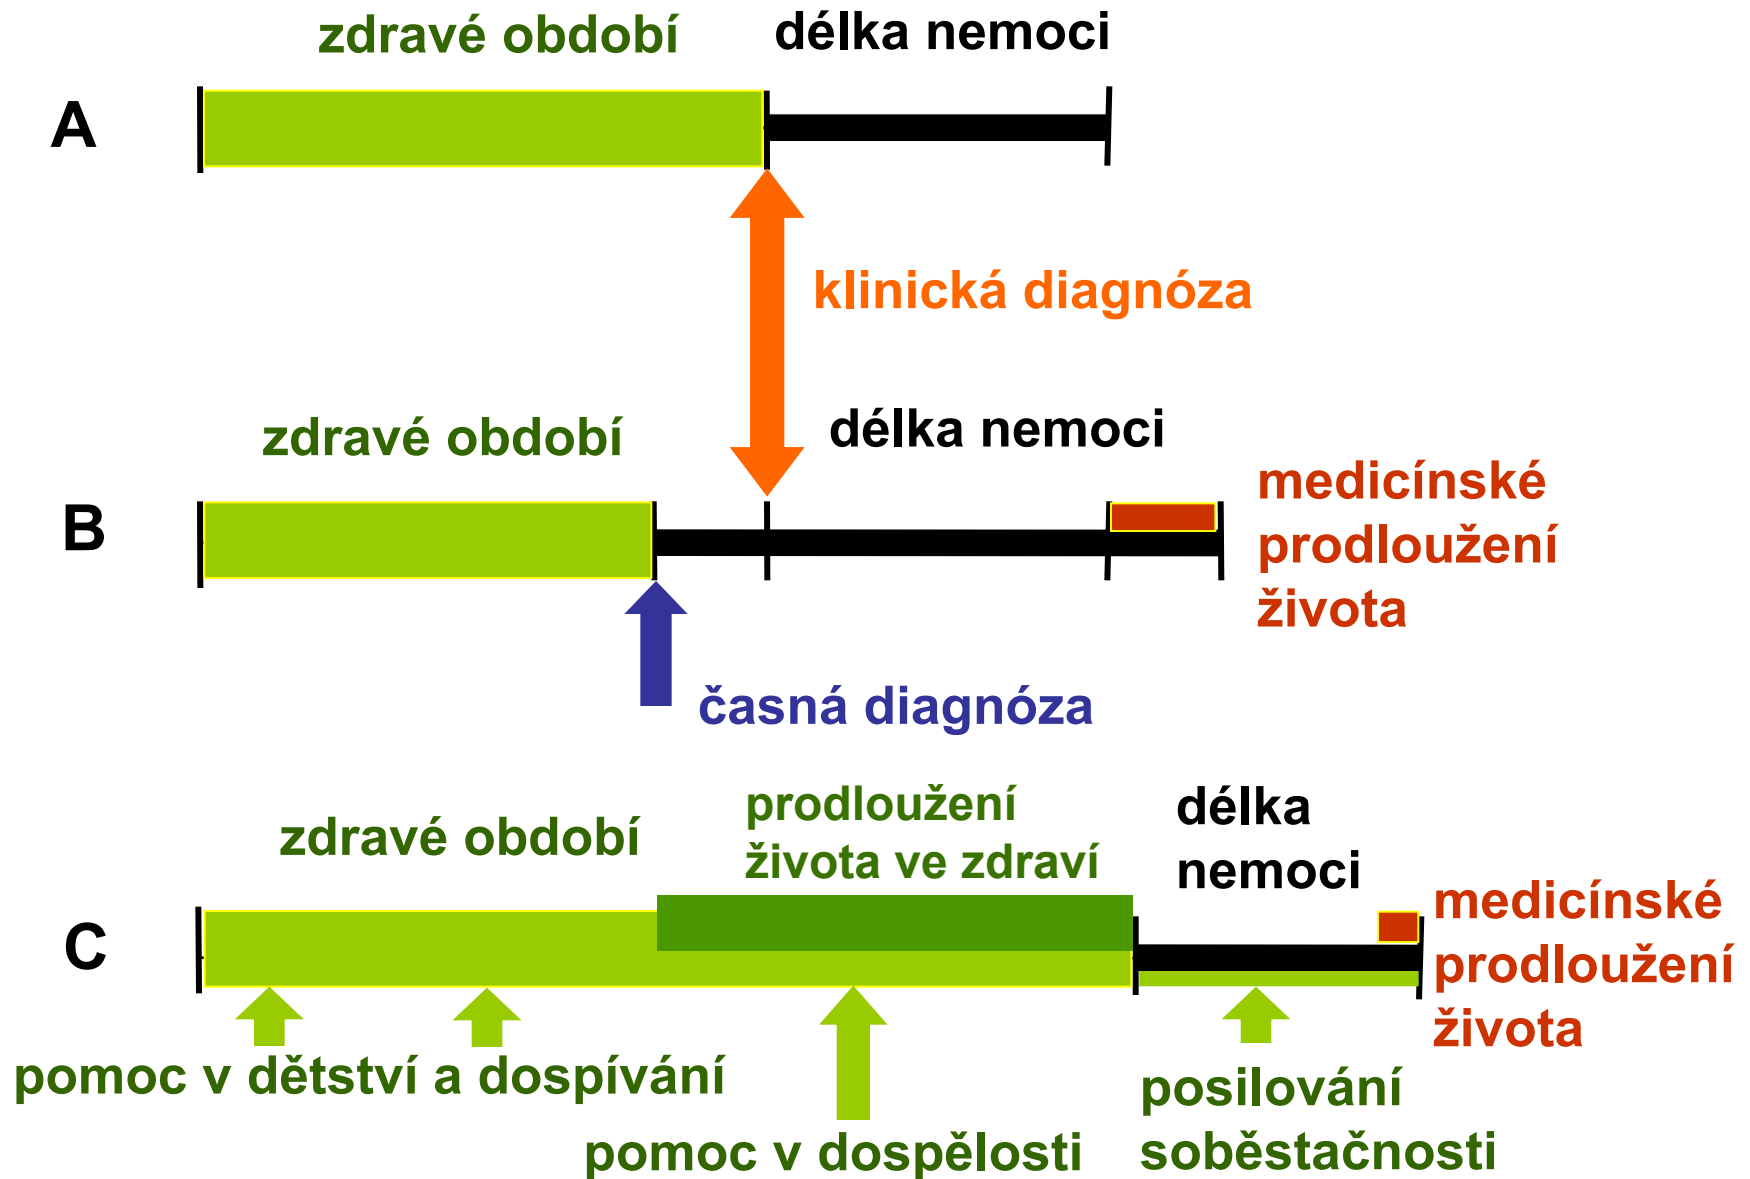 zdravé období
délka nemoci
A
klinická diagnóza
zdravé období
délka nemoci
B
medicínské
prodloužení
života
časná diagnóza
zdravé období
prodloužení
života ve zdraví
délka
nemoci
C
medicínské
prodloužení
života
pomoc v dětství a dospívání
pomoc v dospělosti
posilování
soběstačnosti